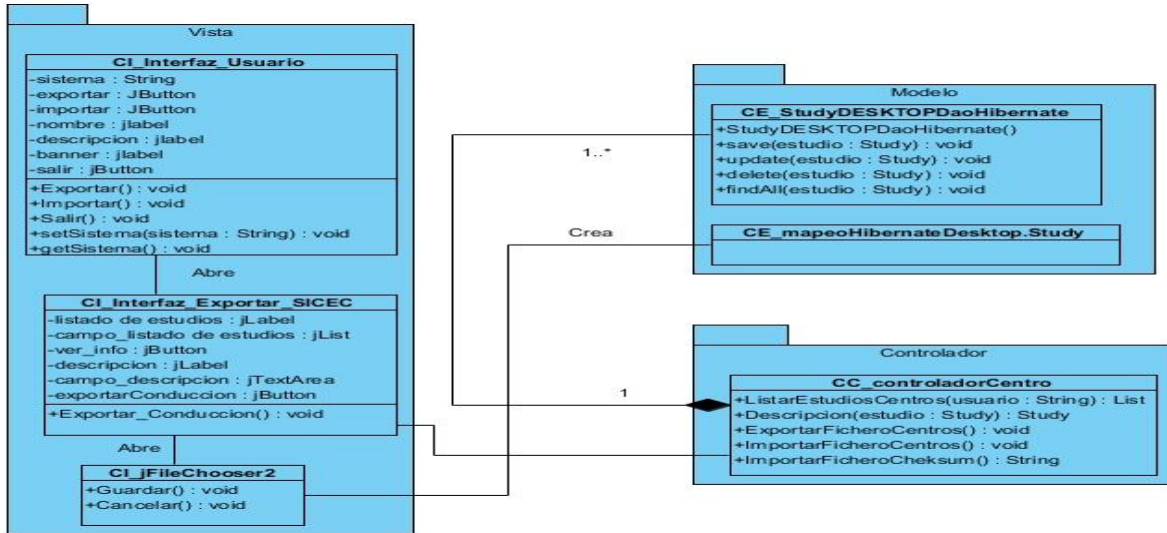 Vista
CI_Interfaz_Usuario
-sistema : String
-exportar : JButton
-importar : JButton
-nombre : jlabel
-descripcion : jlabel
-banner : jlabel
-salir : jButton
+Exportar() : void
+Importar() : void
+Salir() : void
+setSistema(sistema : String) : void
+getSistema() : void
Abre
CI_Interfaz_Exportar_SICEC
-listado de estudios : jLabel
-campo_listado de estudios : jList
-ver_info : jButton
-descripcion : jLabel
-campo_descripcion : jTextArea
-exportarConduccion : jButton
+Exportar_Conduccion() : void
Abre
CI_jFileChooser2
+Guardar() : void
+Cancelar() : void
1..*
Crea
1
Modelo
CE_StudyDESKTOPDaoHibernate
+StudyDESKTOPDaoHibernate()
+save(estudio : Study) : void
+update(estudio : Study) : void
+delete(estudio : Study) : void
+findAll(estudio : Study) : void
CE_mapeoHibernateDesktop.Study
Controlador
CC_controladorCentro
+ListarEstudiosCentros(usuario : String) : List
+Descripcion(estudio : Study) : Study
+ExportarFicheroCentros() : void
+ImportarFicheroCentros() : void
+ImportarFicheroCheksum() : String